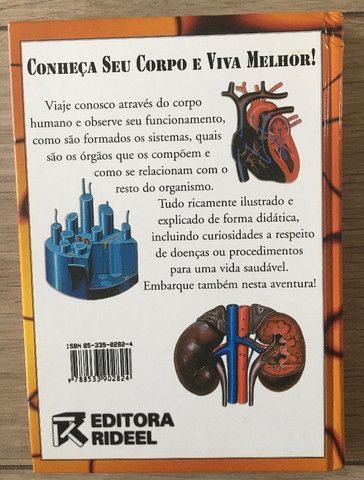 CONHEÇA SEU CORPO E VIVA MELHOR!
Viaje conosco através do corpo
humano e observe seu funcionamento,
como são formados os sistemas, quais
são os órgãos que os compõem e
como se relacionam com o
resto do organismo.
Tudo ricamente ilustrado e
explicado de forma didática,
incluindo curiosidades a respeito
de doenças ou procedimentos
para uma vida saudável.
Embarque também nesta aventura!
ISBN 85-339-0282-4
9 788533 902824
EDITORA
RIDEEL